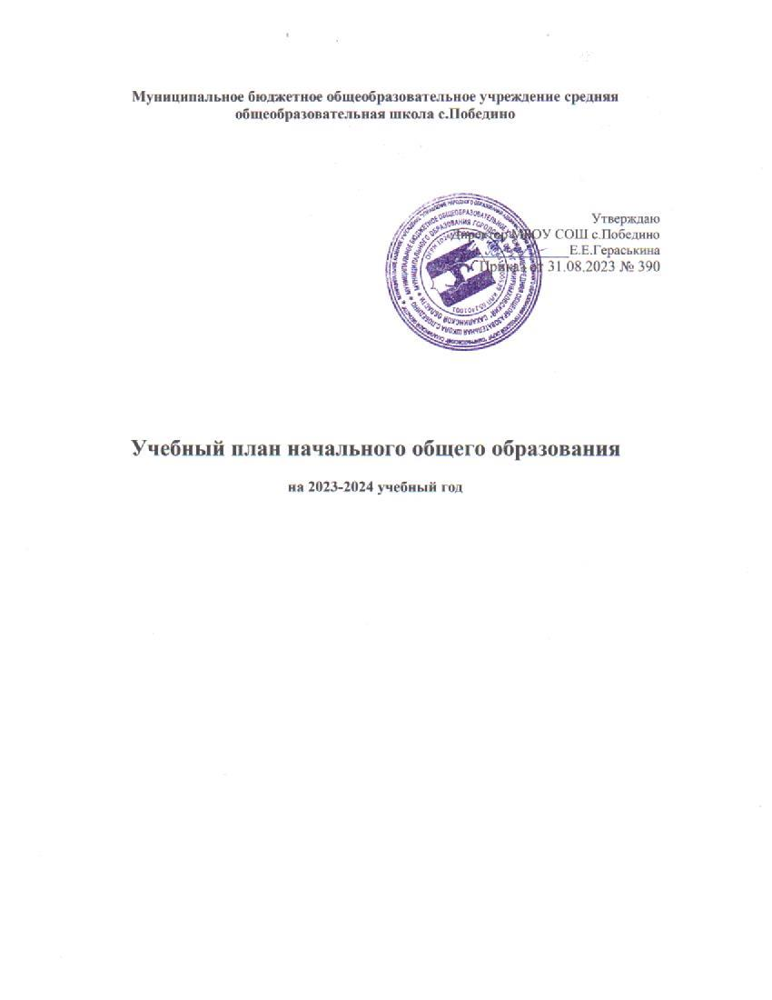 Муниципальное бюджетное общеобразовательное учреждение средняя
общеобразовательная школа с.Победино
Утверждаю
Директор МБОУ СОШ с.Победино
Е.Е.Гераськина
Приказ от 31.08.2023 № 390
Учебный план начального общего образования
на 2023-2024 учебный год